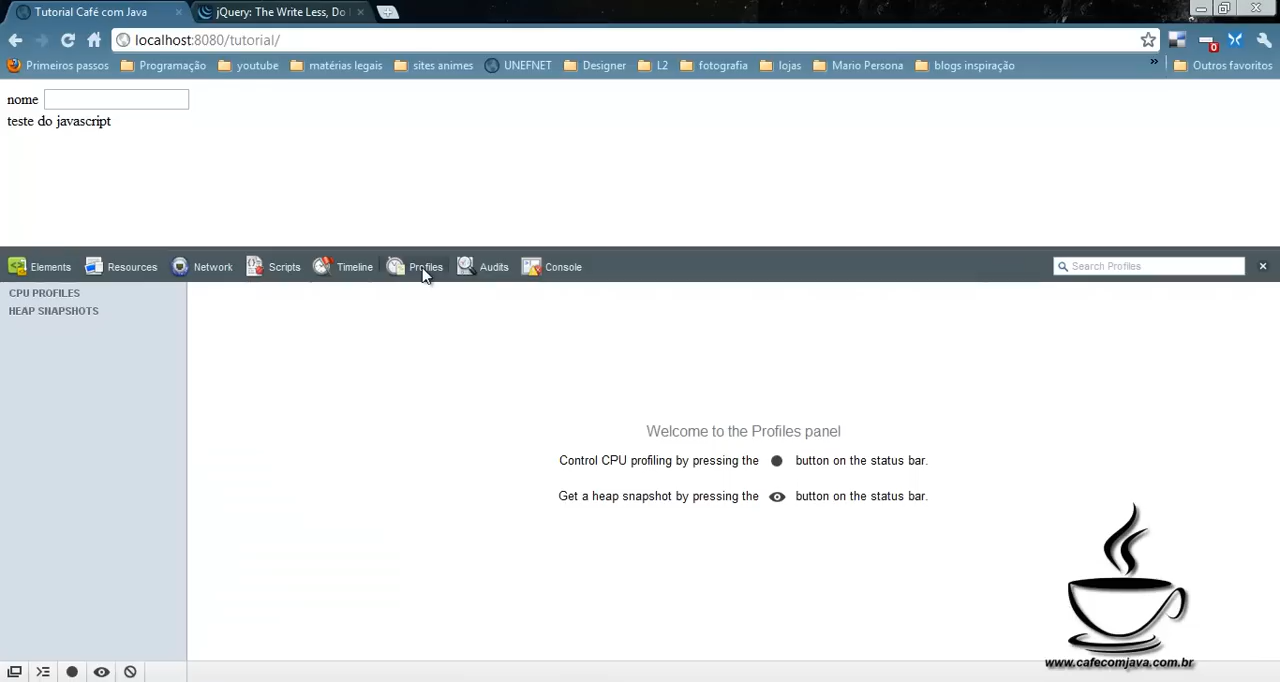 Tutorial Café com Java
jQuery: The Write Less, Do
localhost:8080/tutorial/
0
Primeiros passos Programação youtube matérias legais sites animes UNEFNET Designer L2 fotografia lojas Mario Persona blogs inspiração » Outros favoritos
nome
teste do javascript
Elements Resources Network Scripts Timeline Profiles Audits Console Search Profiles
CPU PROFILES
HEAP SNAPSHOTS
Welcome to the Profiles panel
Control CPU profiling by pressing the button on the status bar.
Get a heap snapshot by pressing the button on the status bar.
www.cafecomjava.com.br